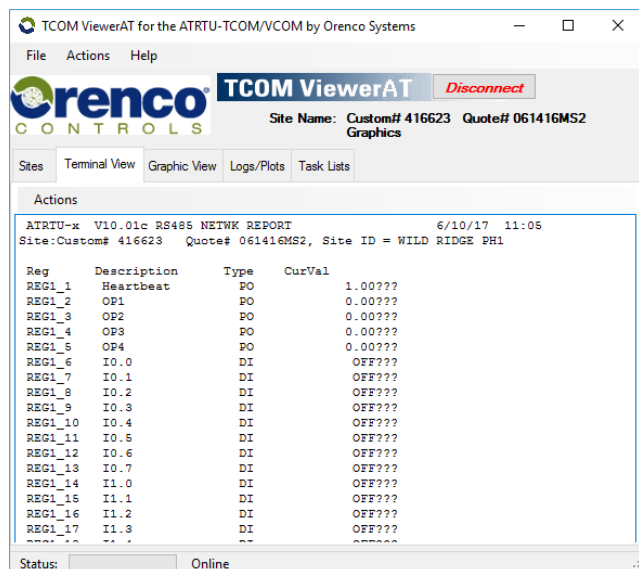 TCOM ViewerAT for the ATRTU-TCOM/VCOM by Orenco Systems
File Actions Help
Orenco
CONTROLS
TCOM ViewerAT
Disconnect
Site Name: Custom# 416623 Quote# 061416MS2
Graphics
Sites Terminal View Graphic View Logs/Plots Task Lists
Actions
ATRTU-x V10.01c RS485 NETWK REPORT 6/10/17 11:05
Site:Custom# 416623 Quote# 061416MS2, Site ID = WILD RIDGE PH1
Reg Description Type CurVal
REG1_1 Heartbeat PO 1.00???
REG1_2 OP1 PO 0.00???
REG1_3 OP2 PO 0.00???
REG1_4 OP3 PO 0.00???
REG1_5 OP4 PO 0.00???
REG1_6 I0.0 DI OFF???
REG1_7 I0.1 DI OFF???
REG1_8 I0.2 DI OFF???
REG1_9 I0.3 DI OFF???
REG1_10 I0.4 DI OFF???
REG1_11 I0.5 DI OFF???
REG1_12 I0.6 DI OFF???
REG1_13 I0.7 DI OFF???
REG1_14 I1.0 DI OFF???
REG1_15 I1.1 DI OFF???
REG1_16 I1.2 DI OFF???
REG1_17 I1.3 DI OFF???
Status: Online